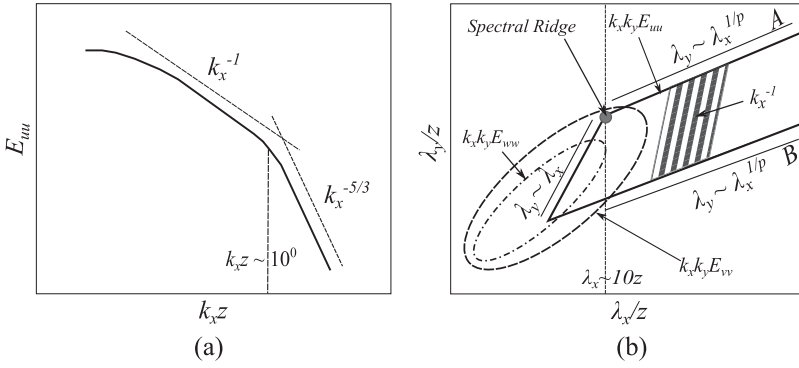 E_uu
k_x^-1
k_x^-5/3
k_x z ~ 10^0
k_x z
(a)
Spectral Ridge
k_x k_y E_uu
λ_y ~ λ_x^1/p
A
k_x^-1
k_x k_y E_ww
λ_y/z
λ_y ~ λ_x
B
λ_y ~ λ_x^1/p
k_x k_y E_vv
λ_x ~ 10z
λ_x/z
(b)